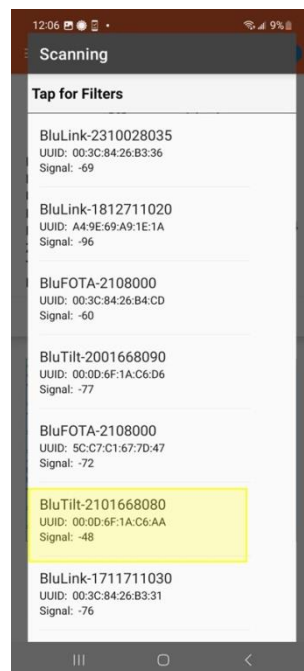 12:06
9%
Scanning
Tap for Filters
BluLink-2310028035
UUID: 00:3C:84:26:B3:36
Signal: -69
BluLink-1812711020
UUID: A4:9E:69:A9:1E:1A
Signal: -96
BluFOTA-2108000
UUID: 00:3C:84:26:B4:CD
Signal: -60
BluTilt-2001668090
UUID: 00:0D:6F:1A:C6:D6
Signal: -77
BluFOTA-2108000
UUID: 5C:C7:C1:67:7D:47
Signal: -72
BluTilt-2101668080
UUID: 00:0D:6F:1A:C6:AA
Signal: -48
BluLink-1711711030
UUID: 00:3C:84:26:B3:31
Signal: -76